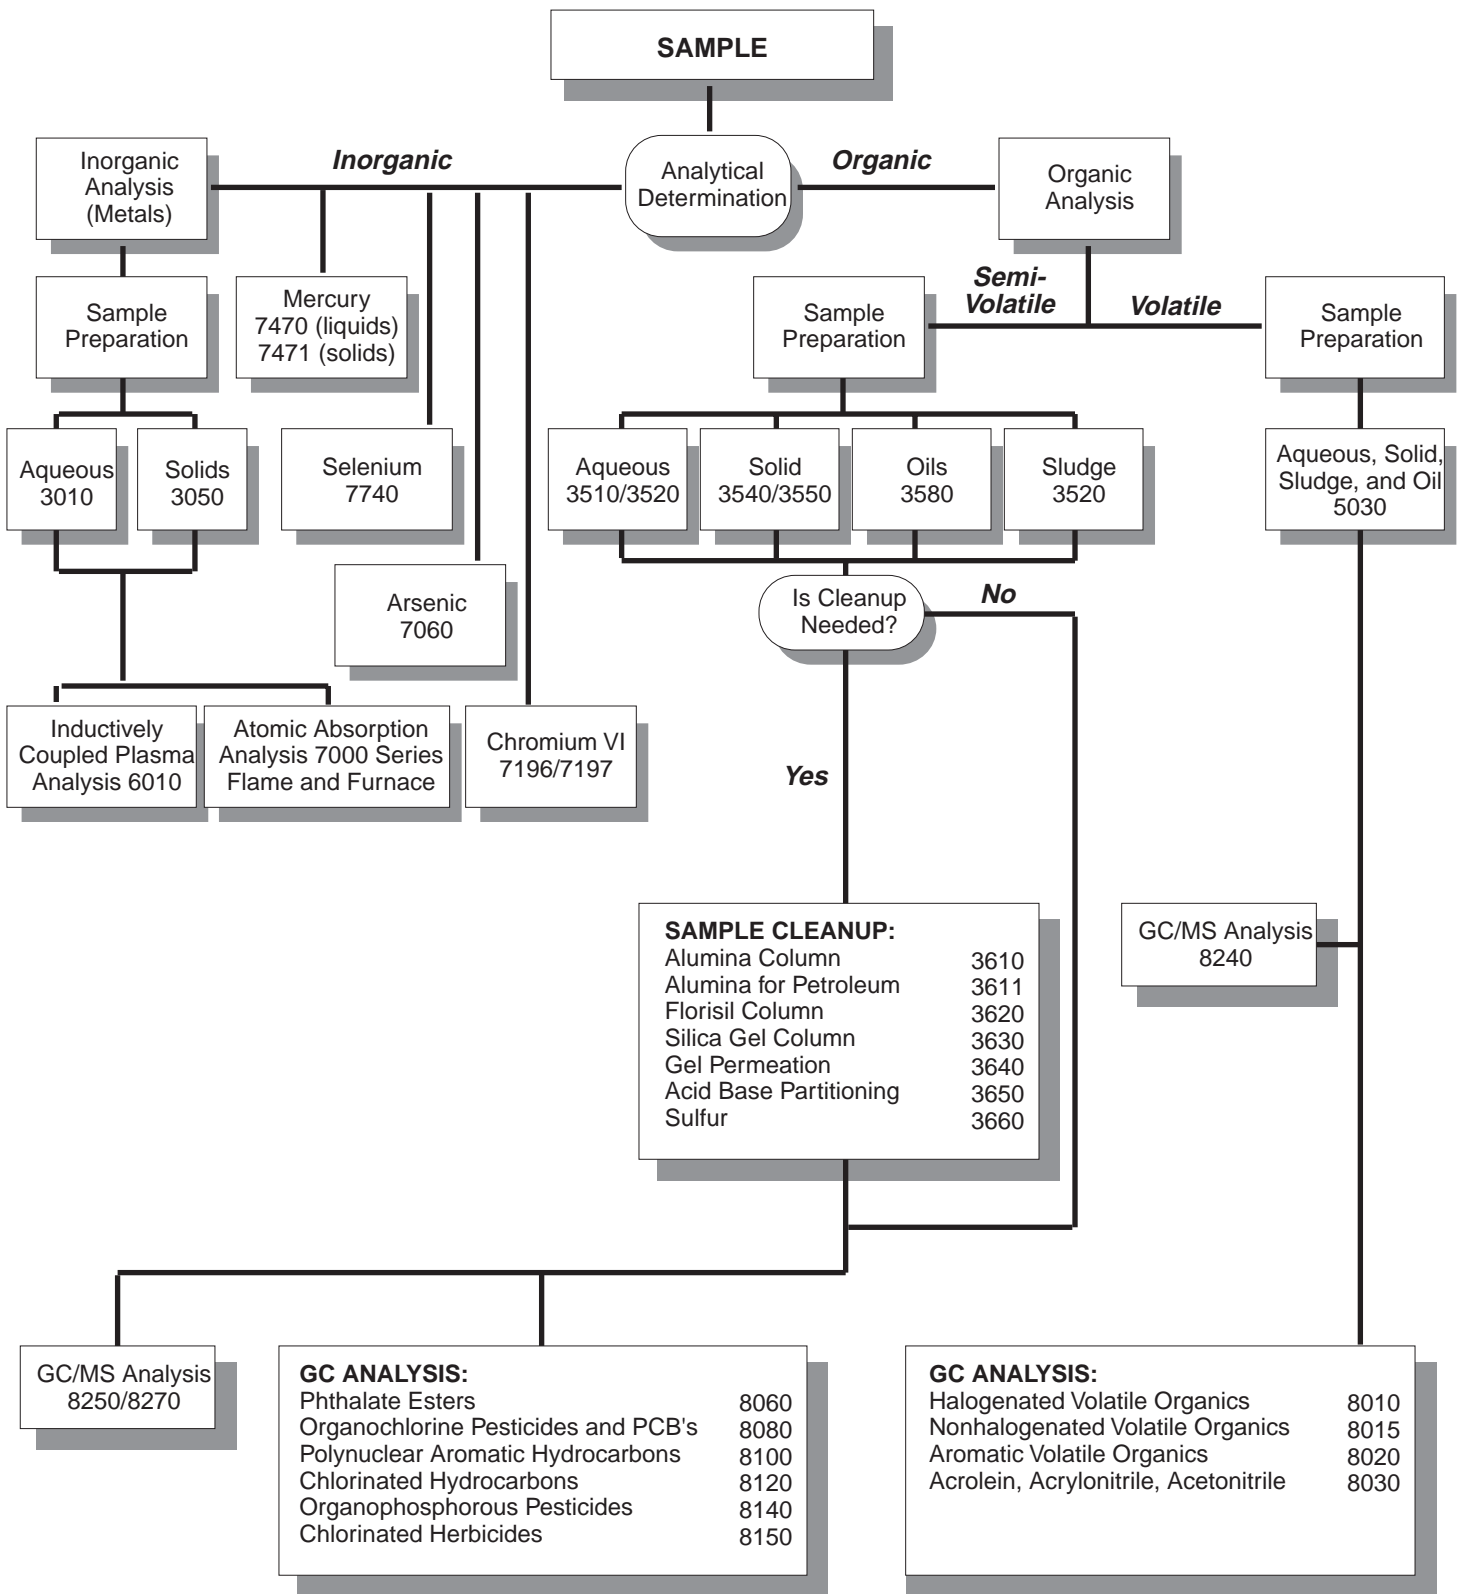 SAMPLE
Inorganic
Analysis
(Metals)
Inorganic
Analytical
Determination
Organic
Organic
Analysis
Sample
Preparation
Mercury
7470 (liquids)
7471 (solids)
Sample
Preparation
Semi-
Volatile
Volatile
Sample
Preparation
Aqueous
3010
Solids
3050
Selenium
7740
Aqueous
3510/3520
Solid
3540/3550
Oils
3580
Sludge
3520
Aqueous, Solid,
Sludge, and Oil
5030
Arsenic
7060
Is Cleanup
Needed?
No
Inductively
Coupled Plasma
Analysis 6010
Atomic Absorption
Analysis 7000 Series
Flame and Furnace
Chromium VI
7196/7197
Yes
SAMPLE CLEANUP:
Alumina Column 3610
Alumina for Petroleum 3611
Florisil Column 3620
Silica Gel Column 3630
Gel Permeation 3640
Acid Base Partitioning 3650
Sulfur 3660
GC/MS Analysis
8240
GC/MS Analysis
8250/8270
GC ANALYSIS:
Phthalate Esters 8060
Organochlorine Pesticides and PCB's 8080
Polynuclear Aromatic Hydrocarbons 8100
Chlorinated Hydrocarbons 8120
Organophosphorous Pesticides 8140
Chlorinated Herbicides 8150
GC ANALYSIS:
Halogenated Volatile Organics 8010
Nonhalogenated Volatile Organics 8015
Aromatic Volatile Organics 8020
Acrolein, Acrylonitrile, Acetonitrile 8030